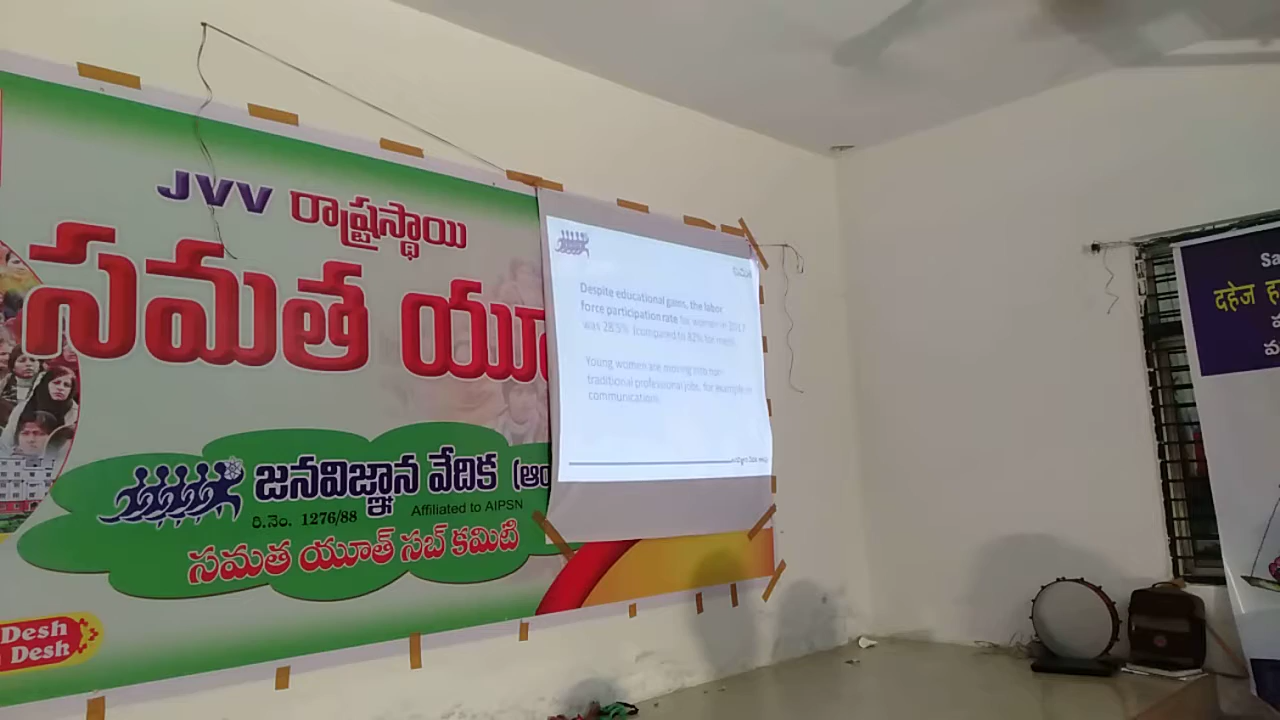 JVV రాష్ట్రస్థాయి
సమత యూ
జనవిజ్ఞాన వేదిక (ఆం
రి.నెం. 1276/88 Affiliated to AIPSN
సమత యూత్ సబ్ కమిటి
Desh
Desh
Despite educational gains, the labor
force participation rate for women in 2017
was 28.5% (compared to 82% for men).
Young women are moving into non-
traditional professional jobs, for example in
communications.
Sa
दहेज ह